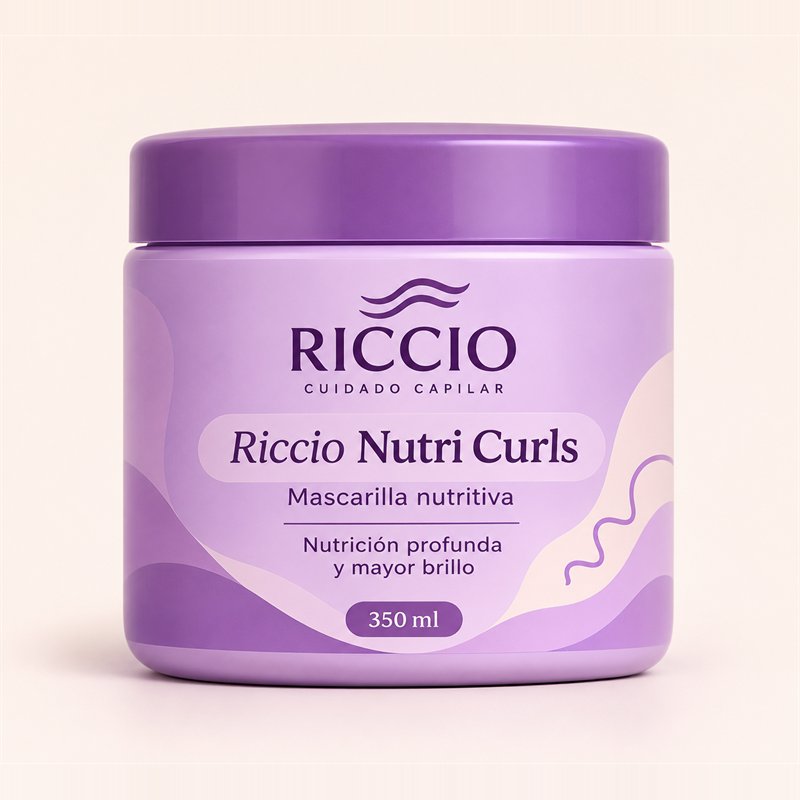 RICCIO
CUIDADO CAPILAR
Riccio Nutri Curls
Mascarilla nutritiva
Nutrición profunda
y mayor brillo
350 ml